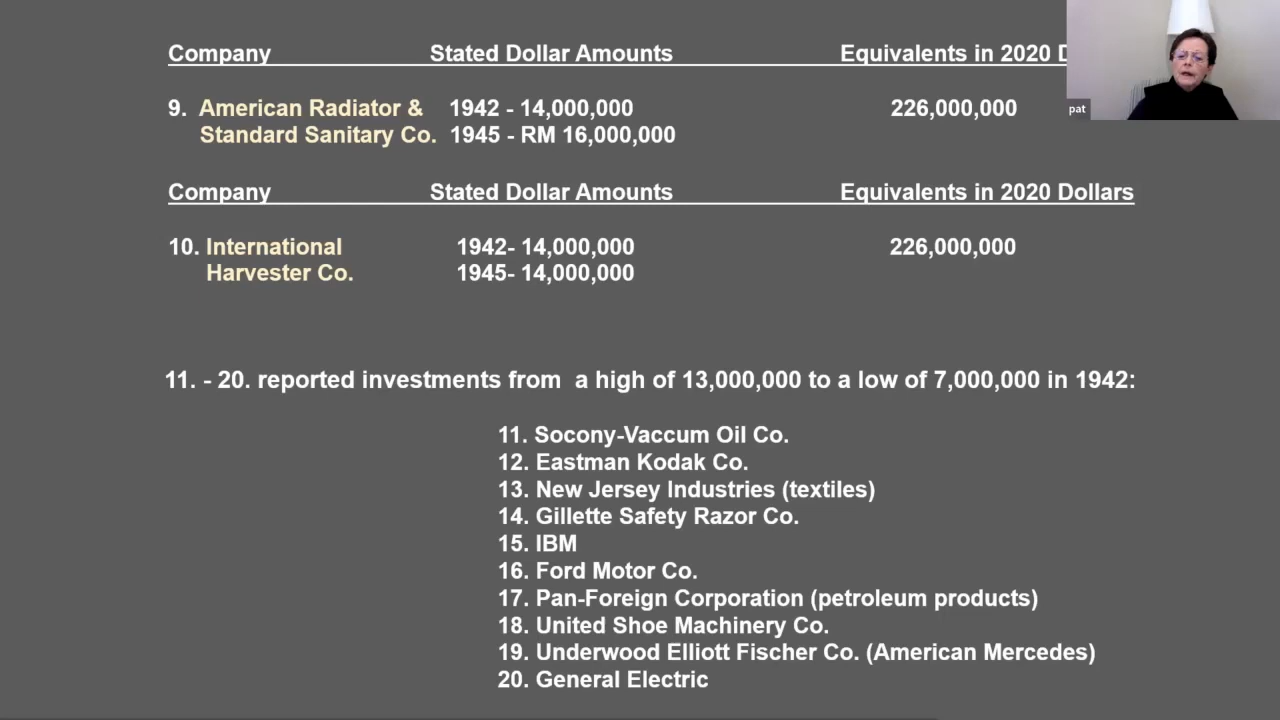 Company Stated Dollar Amounts Equivalents in 2020 D
9. American Radiator & 1942 - 14,000,000 226,000,000
Standard Sanitary Co. 1945 - RM 16,000,000
pat
Company Stated Dollar Amounts Equivalents in 2020 Dollars
10. International 1942- 14,000,000 226,000,000
Harvester Co. 1945- 14,000,000
11. - 20. reported investments from a high of 13,000,000 to a low of 7,000,000 in 1942:
11. Socony-Vaccum Oil Co.
12. Eastman Kodak Co.
13. New Jersey Industries (textiles)
14. Gillette Safety Razor Co.
15. IBM
16. Ford Motor Co.
17. Pan-Foreign Corporation (petroleum products)
18. United Shoe Machinery Co.
19. Underwood Elliott Fischer Co. (American Mercedes)
20. General Electric